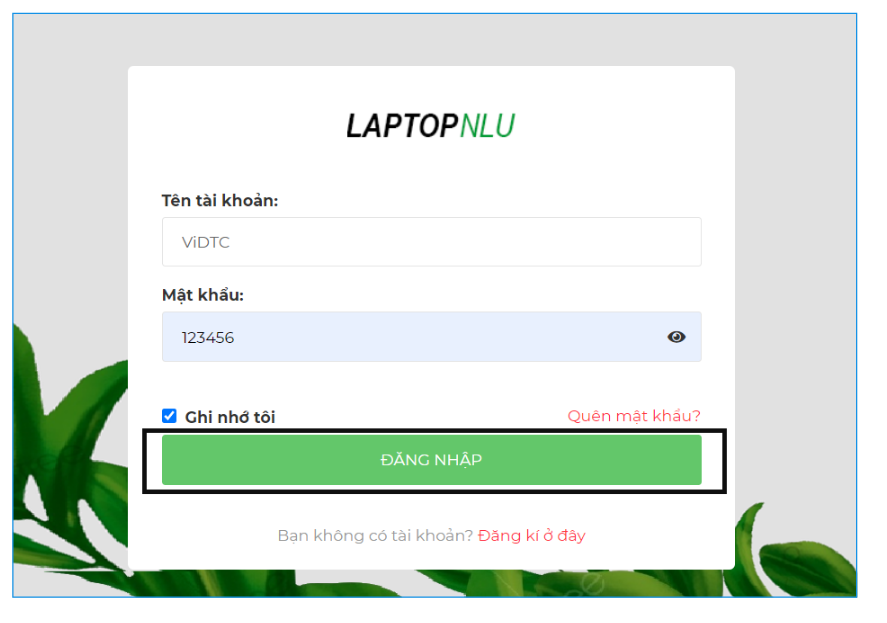 LAPTOPNLU
Tên tài khoản:
ViDTC
Mật khẩu:
123456
Ghi nhớ tôi
Quên mật khẩu?
ĐĂNG NHẬP
Bạn không có tài khoản? Đăng kí ở đây